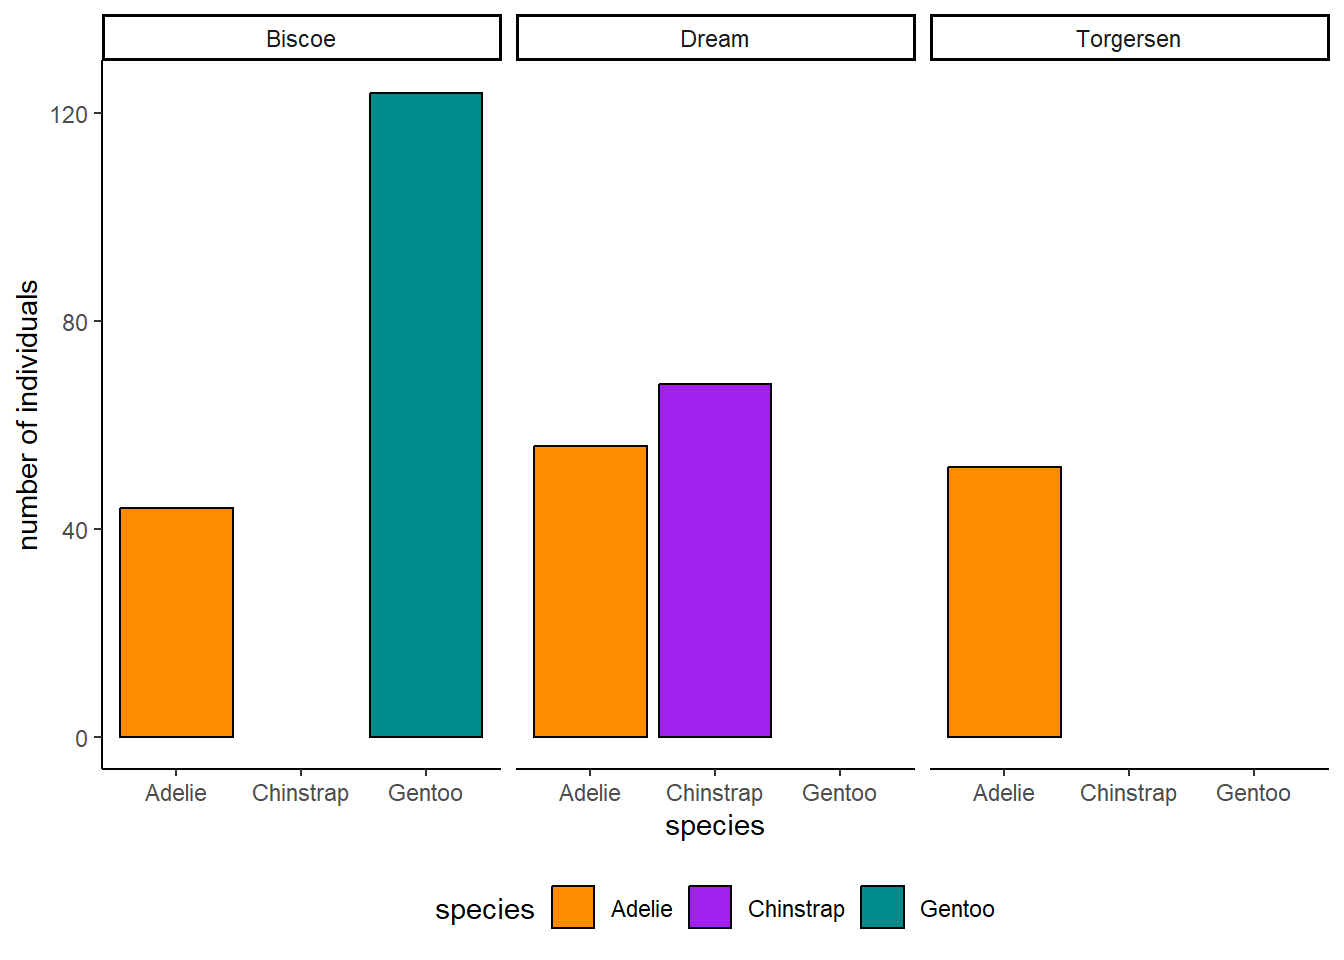 Biscoe Dream Torgersen
120
80
40
0
number of individuals
Adelie Chinstrap Gentoo Adelie Chinstrap Gentoo Adelie Chinstrap Gentoo
species
species Adelie Chinstrap Gentoo